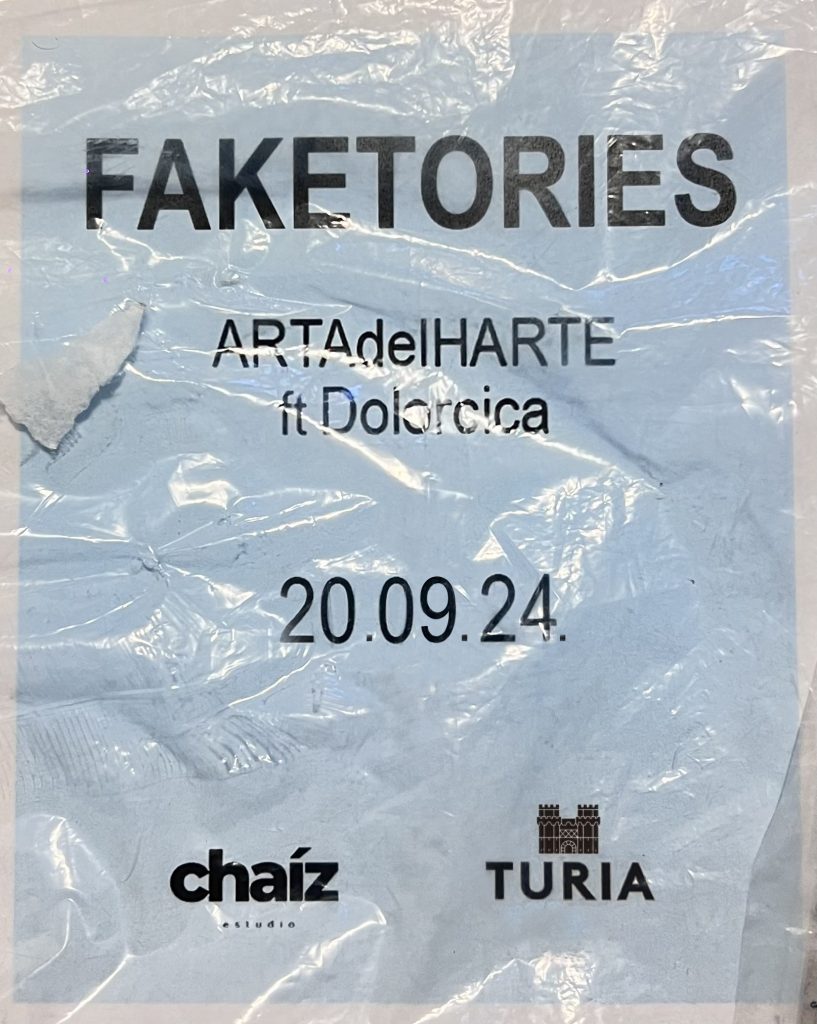 FAKETORIES
ARTAdelHARTE
ft Dolorcica
20.09.24.
chaíz
estudio
TURIA